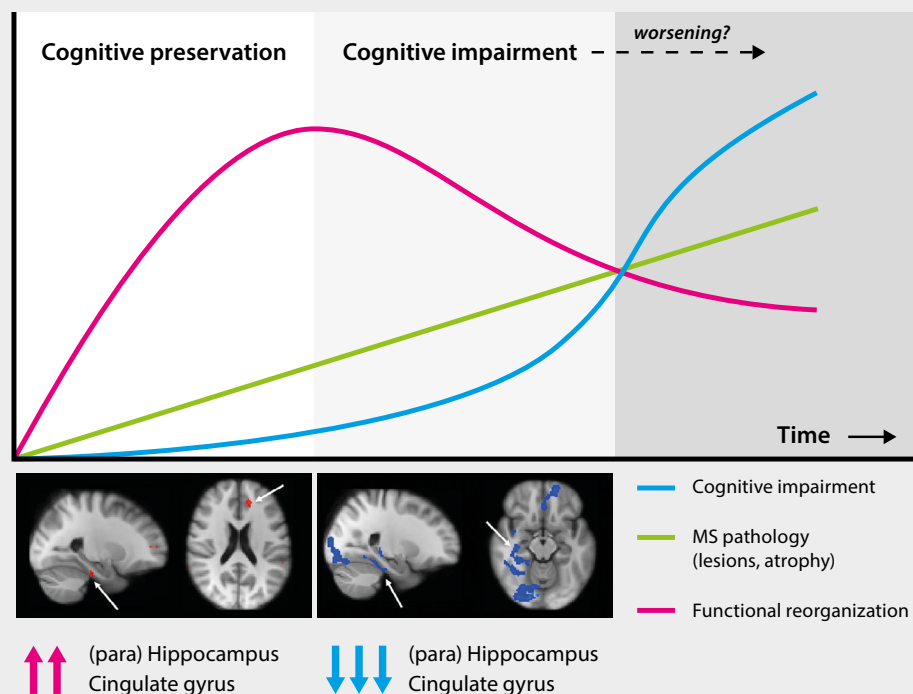 worsening?
Cognitive preservation
Cognitive impairment
Time
Cognitive impairment
MS pathology
(lesions, atrophy)
Functional reorganization
(para) Hippocampus
Cingulate gyrus
(para) Hippocampus
Cingulate gyrus